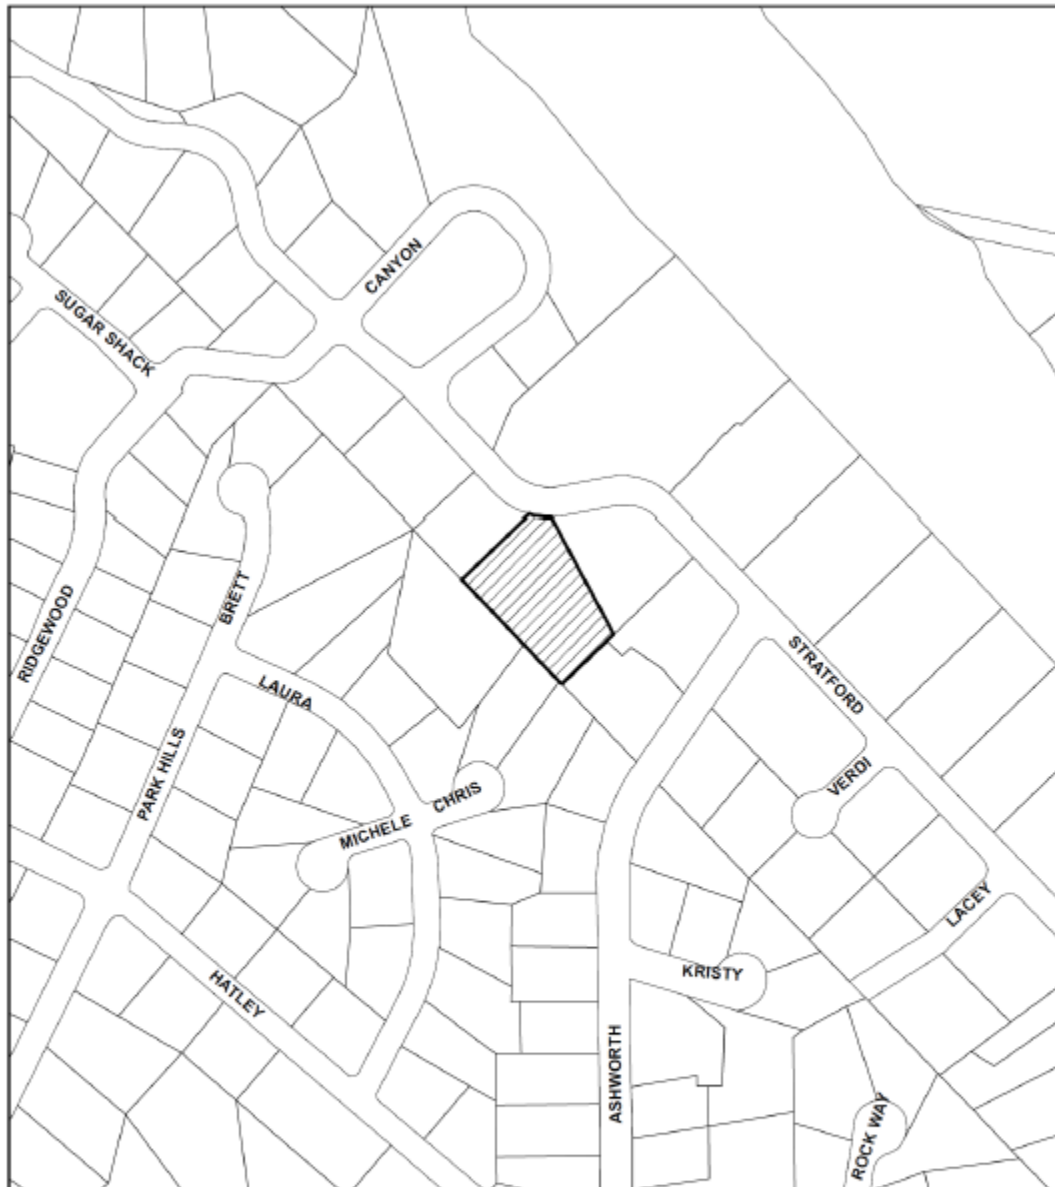 CANYON
SUGAR SHACK
BRETT
RIDGEWOOD
STRATFORD
LAURA
PARK HILLS
VERDI
CHRIS
MICHELE
LACEY
KRISTY
HATLEY
ASHWORTH
ROCK WAY